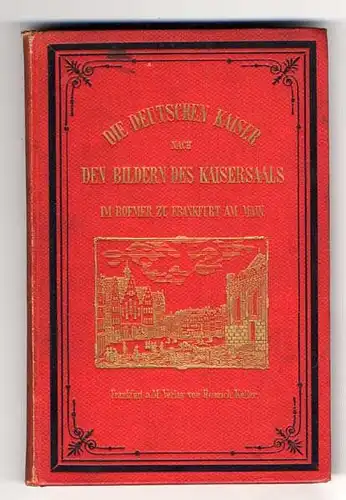 DIE DEUTSCHEN KAISER
NACH
DEN BILDERN DES KAISERSAALS
IM ROEMER ZU FRANKFURT AM MAIN
Frankfurt a/M. Verlag von Heinrich Keller